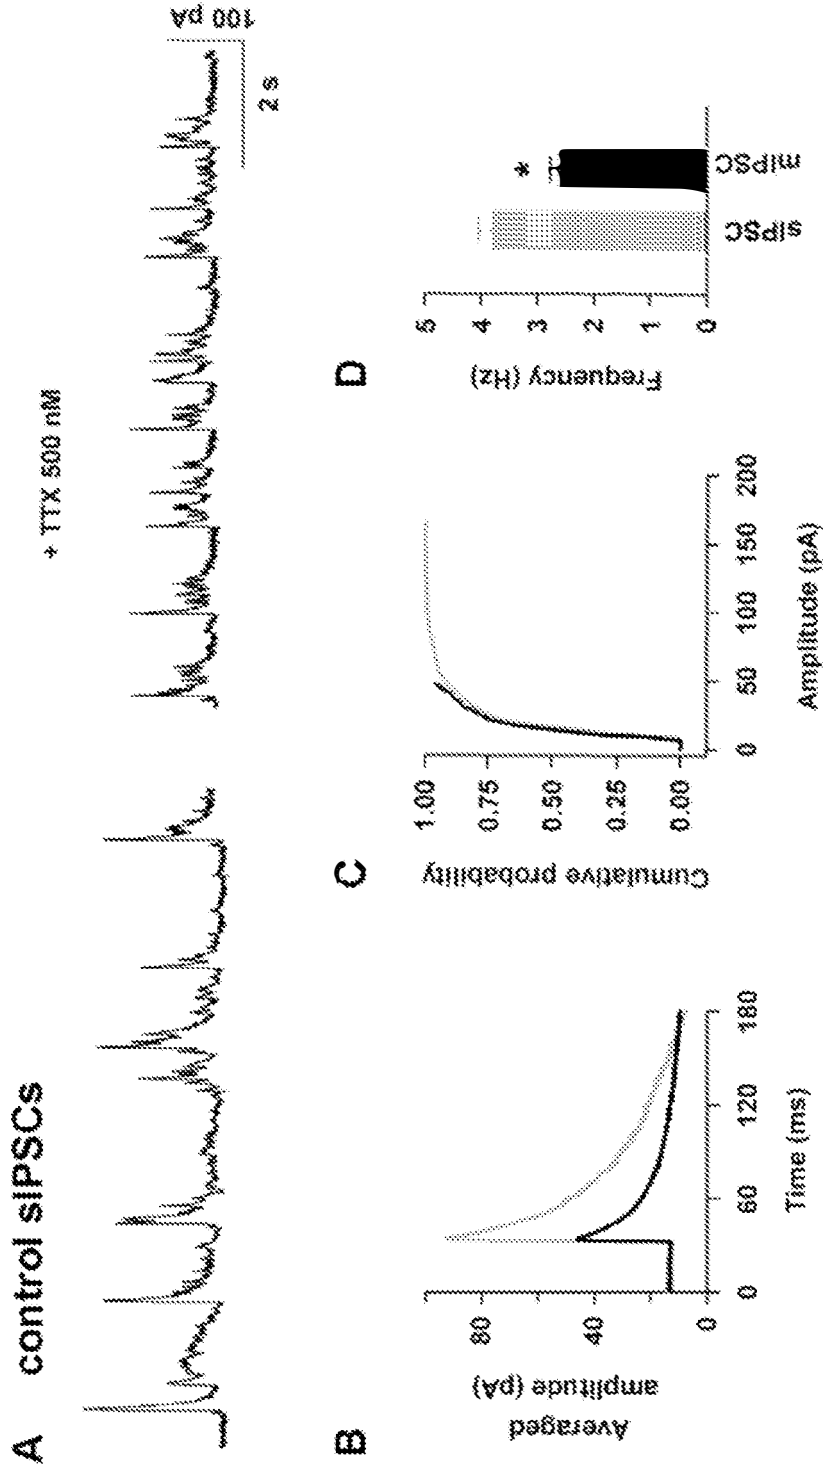 A control sIPSCs
+ TTX 500 nM
100 pA
2 s
B
Averaged
amplitude (pA)
80
40
0
0 60 120 180
Time (ms)
C
Cumulative probability
1.00
0.75
0.50
0.25
0.00
0 50 100 150 200
Amplitude (pA)
D
Frequency (Hz)
5
4
3
2
1
0
*
sIPSC mIPSC